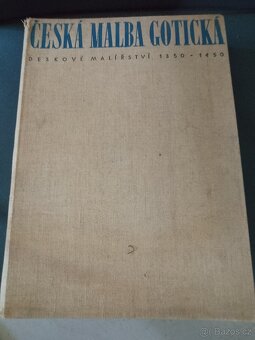 ČESKÁ MALBA GOTICKÁ
DESKOVÉ MALÍŘSTVÍ 1350-1450
Bazos.cz